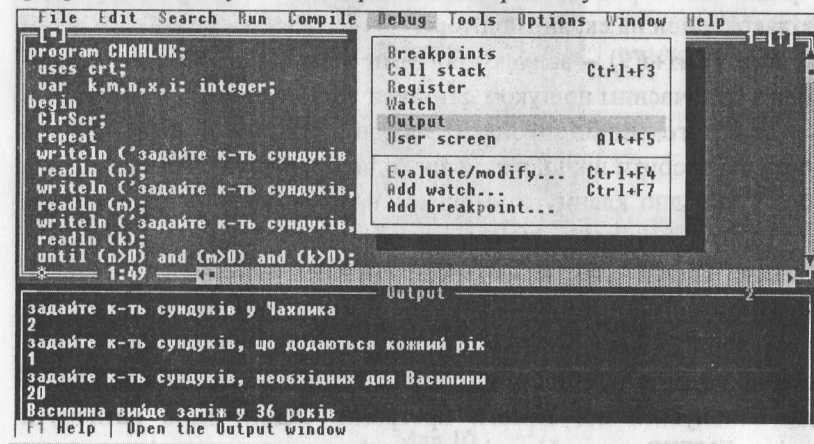 File Edit Search Run Compile Debug Tools Options Window Help
1=[↑]
program CHAHLUK;
uses crt;
var k,m,n,x,i: integer;
begin
ClrScr;
repeat
writeln ('задайте к-ть сундуків
readln (n);
writeln ('задайте к-ть сундуків,
readln (m);
writeln ('задайте к-ть сундуків,
readln (k);
until (n>0) and (m>0) and (k>0);
1:49
Breakpoints
Call stack Ctrl+F3
Register
Watch
Output
User screen Alt+F5
Evaluate/modify... Ctrl+F4
Add watch... Ctrl+F7
Add breakpoint...
Output 2
задайте к-ть сундуків у Чахлика
2
задайте к-ть сундуків, що додаються кожний рік
1
задайте к-ть сундуків, необхідних для Василини
20
Василина вийде заміж у 36 років
F1 Help | Open the Output window